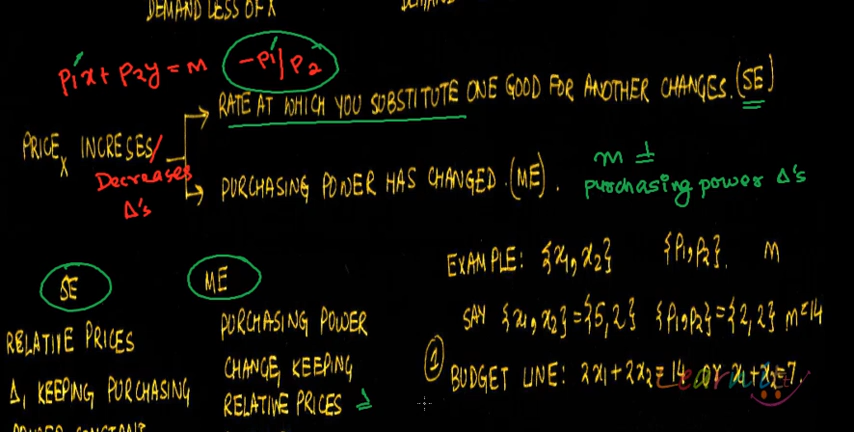 DEMAND LESS OF X
p1'x + p2y = m
-p1'/p2
RATE AT WHICH YOU SUBSTITUTE ONE GOOD FOR ANOTHER CHANGES. (SE)
PRICE x INCRESES/
Decreases
Δ's
PURCHASING POWER HAS CHANGED. (ME).
m
purchasing power Δ's
SE
RELATIVE PRICES
Δ, KEEPING PURCHASING
POWER CONSTANT
ME
PURCHASING POWER
CHANGE, KEEPING
RELATIVE PRICES
EXAMPLE: {x1, x2} {p1, p2}. m
SAY {x1, x2} = {5, 2} {p1, p2} = {2, 2} m = 14
① BUDGET LINE: 2x1 + 2x2 = 14 or x1 + x2 = 7.